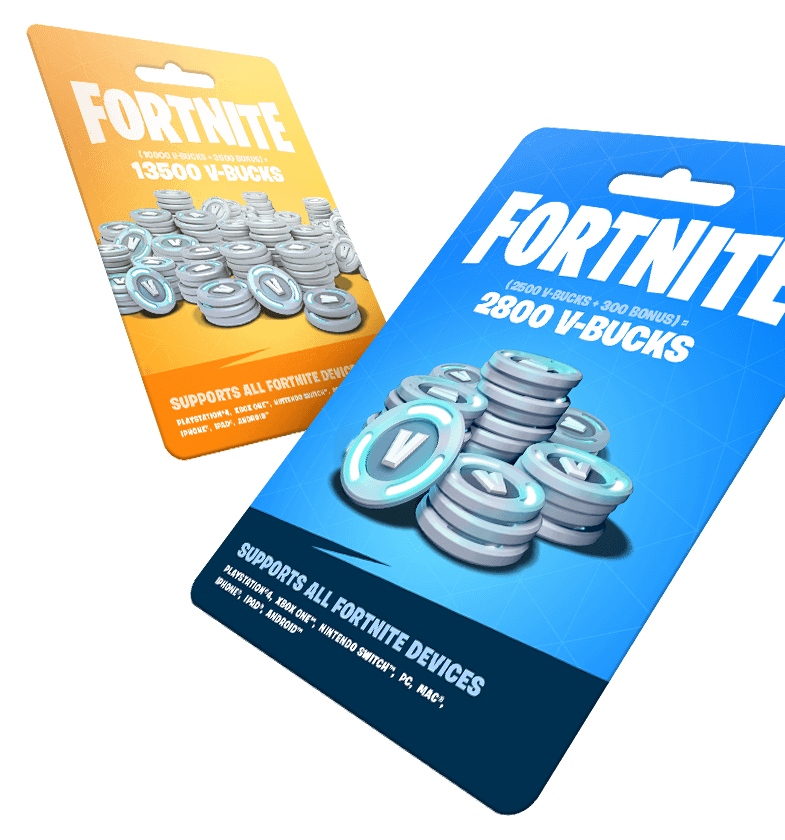 FORTNITE
(10000 V-BUCKS + 3500 BONUS) =
13500 V-BUCKS
SUPPORTS ALL FORTNITE
PLAYSTATION®4, XBOX ONE™, NINTENDO SWITCH™,
IPHONE®, IPAD®, ANDROID™
FORTNITE
(2500 V-BUCKS + 300 BONUS) =
2800 V-BUCKS
SUPPORTS ALL FORTNITE DEVICES
PLAYSTATION®4, XBOX ONE™, NINTENDO SWITCH™, PC, MAC®,
IPHONE®, IPAD®, ANDROID™